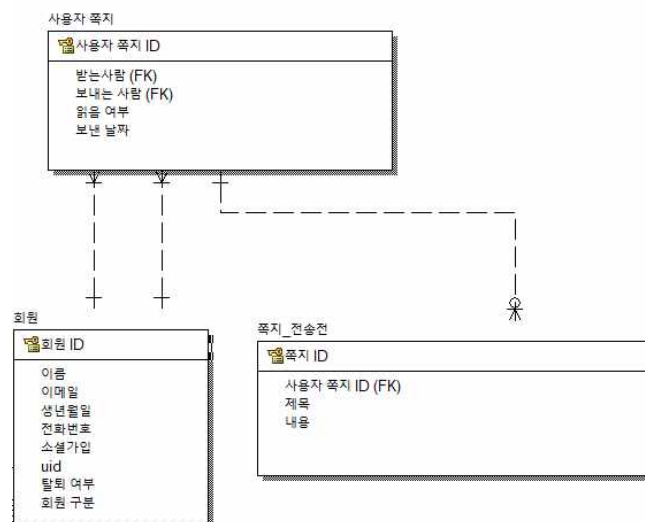 사용자 쪽지
사용자 쪽지 ID
받는사람 (FK)
보내는 사람 (FK)
읽음 여부
보낸 날짜
회원
회원 ID
이름
이메일
생년월일
전화번호
소셜가입
uid
탈퇴 여부
회원 구분
쪽지_전송전
쪽지 ID
사용자 쪽지 ID (FK)
제목
내용